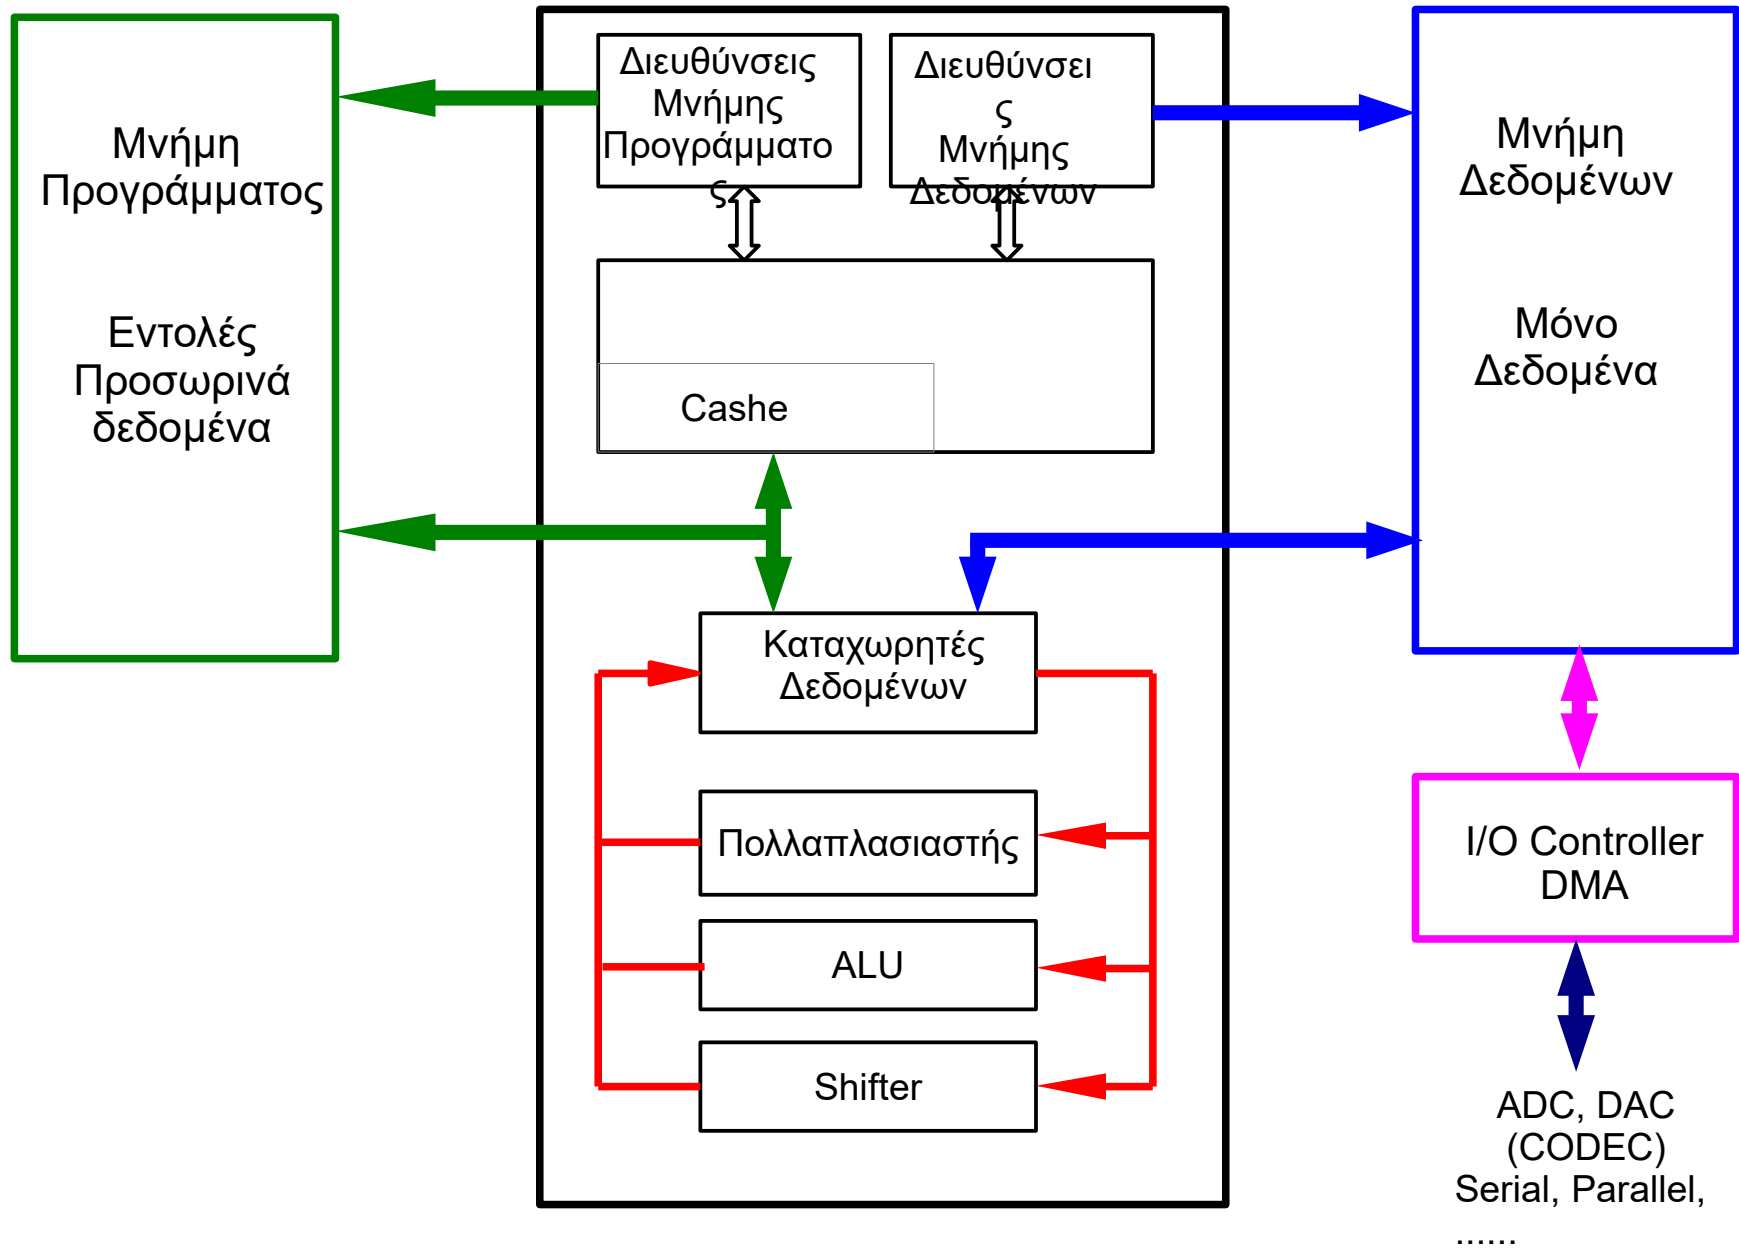 Μνήμη
Προγράμματος
Εντολές
Προσωρινά
δεδομένα
Διευθύνσεις
Μνήμης
Προγράμματο
ς
Διευθύνσει
ς
Μνήμης
Δεδομένων
Cashe
Καταχωρητές
Δεδομένων
Πολλαπλασιαστής
ALU
Shifter
Μνήμη
Δεδομένων
Μόνο
Δεδομένα
I/O Controller
DMA
ADC, DAC
(CODEC)
Serial, Parallel,
......